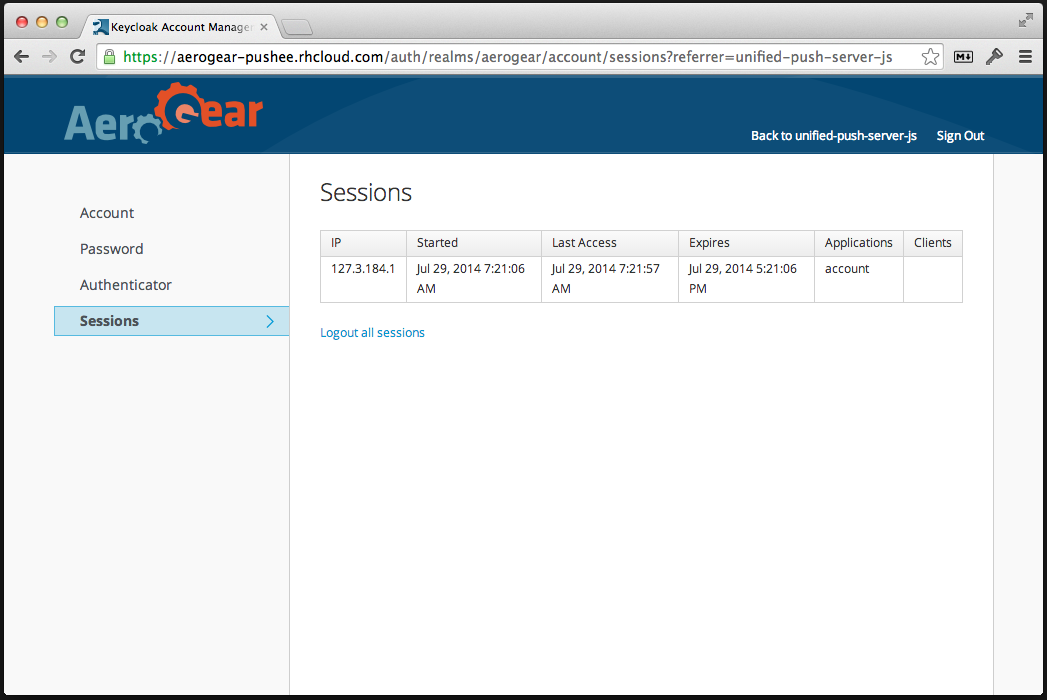 Keycloak Account Manage
https://aerogear-pushee.rhcloud.com/auth/realms/aerogear/account/sessions?referrer=unified-push-server-js
AeroGear
Back to unified-push-server-js Sign Out
Account
Password
Authenticator
Sessions
Sessions
IP Started Last Access Expires Applications Clients
127.3.184.1 Jul 29, 2014 7:21:06 Jul 29, 2014 7:21:57 Jul 29, 2014 5:21:06 account
AM AM PM
Logout all sessions